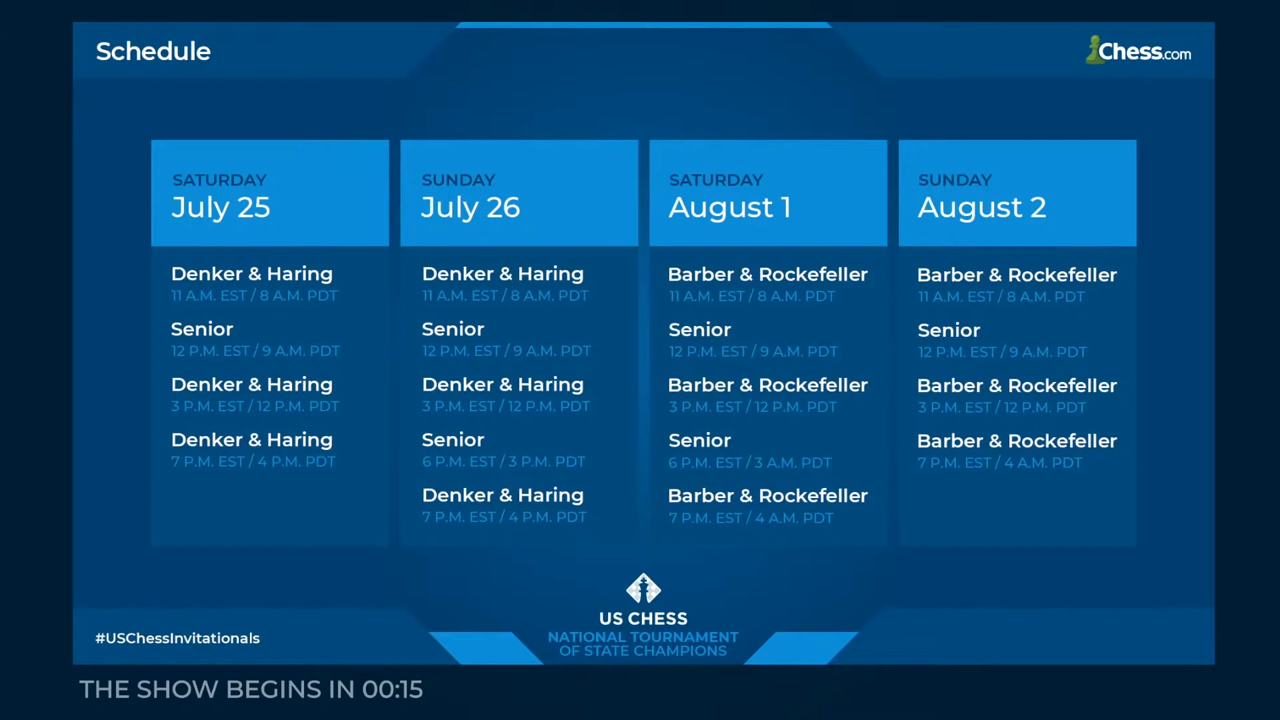 Schedule
Chess.com
SATURDAY
July 25
Denker & Haring
11 A.M. EST / 8 A.M. PDT
Senior
12 P.M. EST / 9 A.M. PDT
Denker & Haring
3 P.M. EST / 12 P.M. PDT
Denker & Haring
7 P.M. EST / 4 P.M. PDT
SUNDAY
July 26
Denker & Haring
11 A.M. EST / 8 A.M. PDT
Senior
12 P.M. EST / 9 A.M. PDT
Denker & Haring
3 P.M. EST / 12 P.M. PDT
Senior
6 P.M. EST / 3 P.M. PDT
Denker & Haring
7 P.M. EST / 4 P.M. PDT
SATURDAY
August 1
Barber & Rockefeller
11 A.M. EST / 8 A.M. PDT
Senior
12 P.M. EST / 9 A.M. PDT
Barber & Rockefeller
3 P.M. EST / 12 P.M. PDT
Senior
6 P.M. EST / 3 A.M. PDT
Barber & Rockefeller
7 P.M. EST / 4 A.M. PDT
SUNDAY
August 2
Barber & Rockefeller
11 A.M. EST / 8 A.M. PDT
Senior
12 P.M. EST / 9 A.M. PDT
Barber & Rockefeller
3 P.M. EST / 12 P.M. PDT
Barber & Rockefeller
7 P.M. EST / 4 A.M. PDT
#USChessInvitationals
US CHESS
NATIONAL TOURNAMENT
OF STATE CHAMPIONS
THE SHOW BEGINS IN 00:15